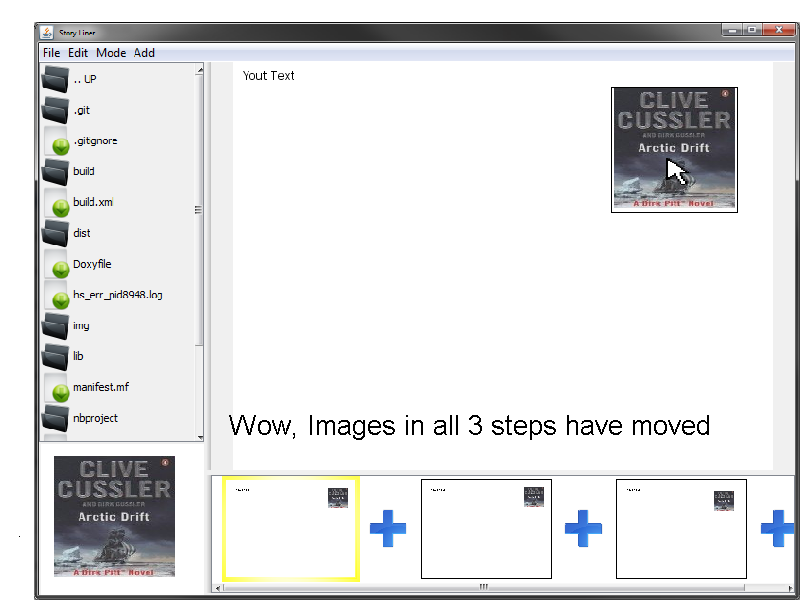 Story Liner
File Edit Mode Add
.. UP
.git
.gitgnore
build
build.xml
dist
Doxyfile
hs_err_pid8948.log
img
lib
manifest.mf
nbproject
Yout Text
CLIVE
CUSSLER
AND DIRK CUSSLER
Arctic Drift
A Dirk Pitt® Novel
Wow, Images in all 3 steps have moved
CLIVE
CUSSLER
AND DIRK CUSSLER
Arctic Drift
A Dirk Pitt® Novel